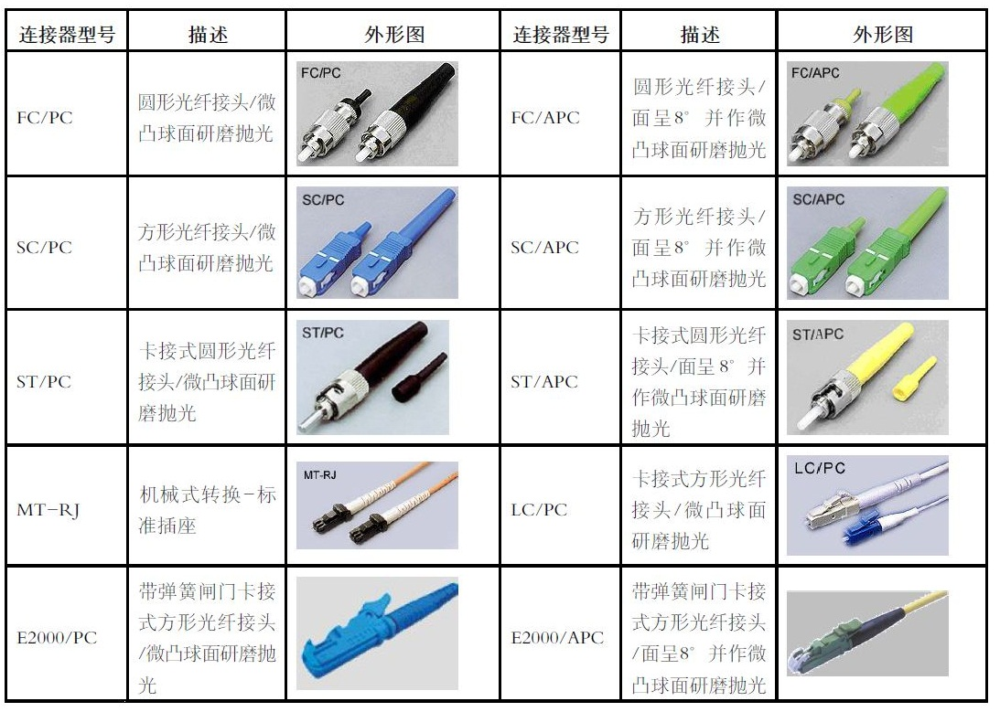 连接器型号 描述 外形图 连接器型号 描述 外形图
FC/PC
圆形光纤接头/微
凸球面研磨抛光
FC/PC
FC/APC
圆形光纤接头/
面呈8° 并作微
凸球面研磨抛光
FC/APC
SC/PC
方形光纤接头/微
凸球面研磨抛光
SC/PC
SC/APC
方形光纤接头/
面呈8° 并作微
凸球面研磨抛光
SC/APC
ST/PC
卡接式圆形光纤
接头/微凸球面研
磨抛光
ST/PC
ST/APC
卡接式圆形光纤
接头/面呈8° 并
作微凸球面研磨
抛光
ST/APC
MT-RJ
机械式转换-标
准插座
MT-RJ
LC/PC
卡接式方形光纤
接头/微凸球面
研磨抛光
LC/PC
E2000/PC
带弹簧闸门卡接
式方形光纤接头
/微凸球面研磨抛
光
E2000/APC
带弹簧闸门卡接
式方形光纤接头
/面呈8° 并作微
凸球面研磨抛光